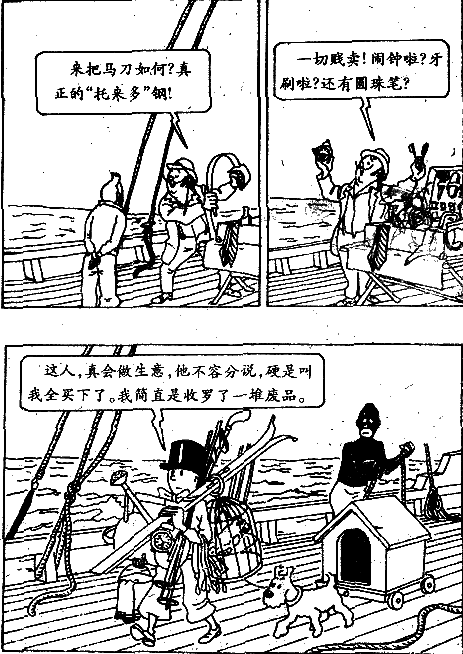 来把马刀如何?真
正的“托来多”钢!
一切贱卖!闹钟啦?牙
刷啦?还有圆珠笔?
这人,真会做生意,他不容分说,硬是叫
我全买下了。我简直是收罗了一堆废品。